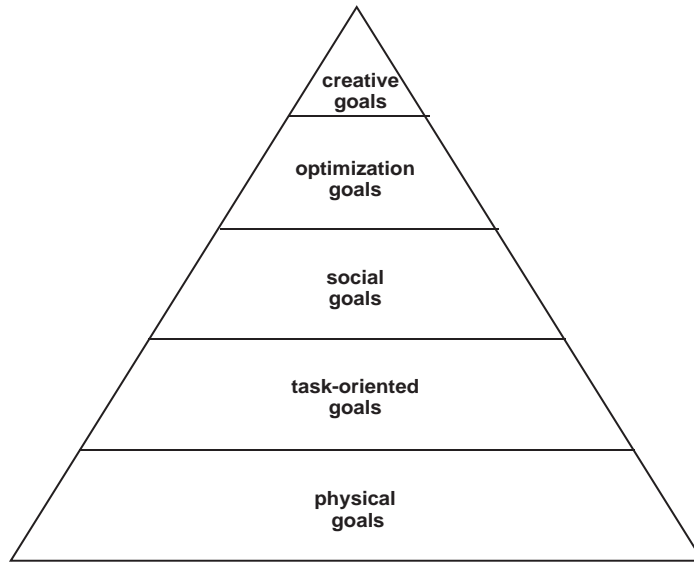 creative
goals
optimization
goals
social
goals
task-oriented
goals
physical
goals